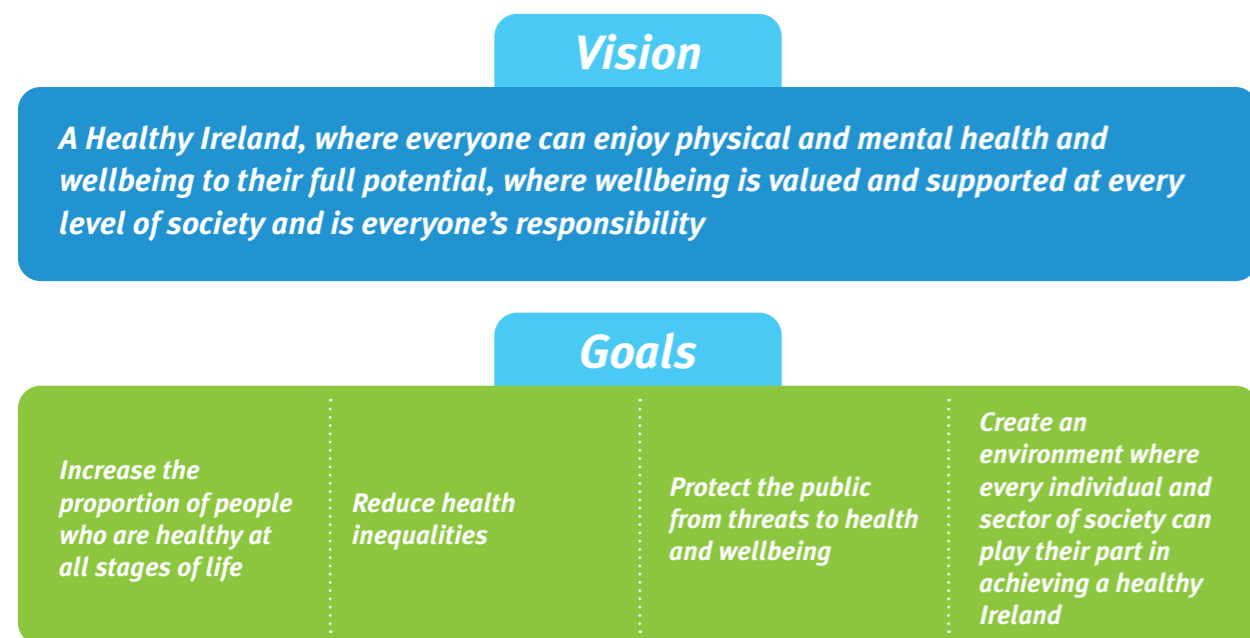 Vision
A Healthy Ireland, where everyone can enjoy physical and mental health and
wellbeing to their full potential, where wellbeing is valued and supported at every
level of society and is everyone’s responsibility
Goals
Increase the
proportion of people
who are healthy at
all stages of life
Reduce health
inequalities
Protect the public
from threats to health
and wellbeing
Create an
environment where
every individual and
sector of society can
play their part in
achieving a healthy
Ireland